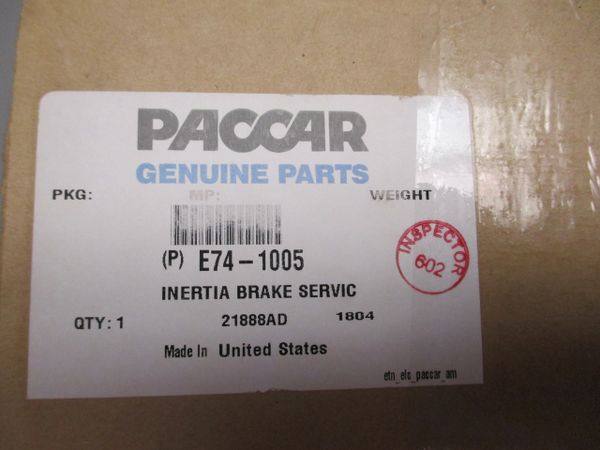 PACCAR
GENUINE PARTS
PKG: MP: WEIGHT
(P) E74-1005
INSPECTOR
602
INERTIA BRAKE SERVIC
QTY: 1 21888AD 1804
Made In United States
etn_elc_paccar_am